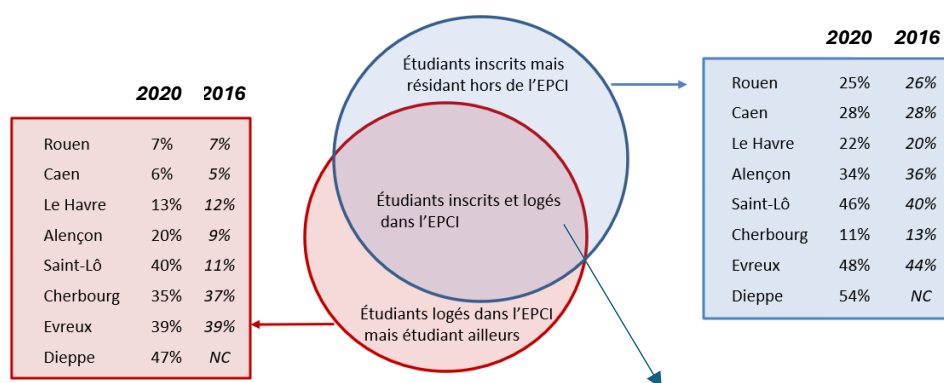 2020 2016
Rouen 7% 7%
Caen 6% 5%
Le Havre 13% 12%
Alençon 20% 9%
Saint-Lô 40% 11%
Cherbourg 35% 37%
Evreux 39% 39%
Dieppe 47% NC
Étudiants inscrits mais
résidant hors de l’EPCI
Étudiants inscrits et logés
dans l’EPCI
Étudiants logés dans l’EPCI
mais étudiant ailleurs
2020 2016
Rouen 25% 26%
Caen 28% 28%
Le Havre 22% 20%
Alençon 34% 36%
Saint-Lô 46% 40%
Cherbourg 11% 13%
Evreux 48% 44%
Dieppe 54% NC